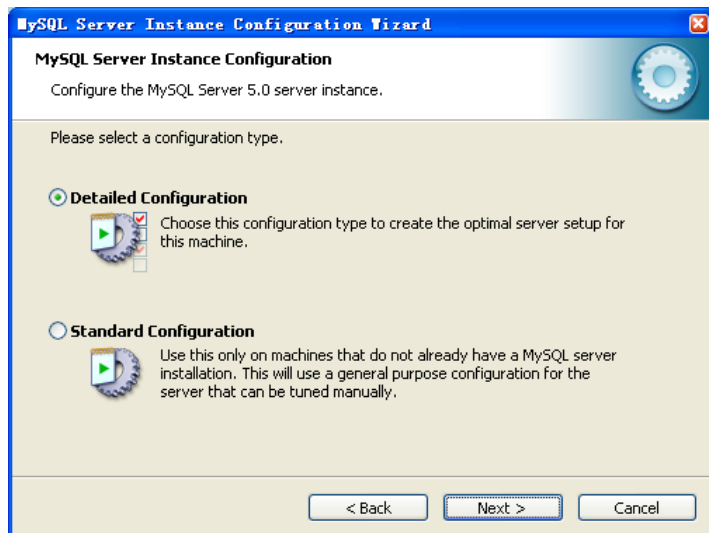 MySQL Server Instance Configuration Wizard
MySQL Server Instance Configuration
Configure the MySQL Server 5.0 server instance.
Please select a configuration type.
Detailed Configuration
Choose this configuration type to create the optimal server setup for
this machine.
Standard Configuration
Use this only on machines that do not already have a MySQL server
installation. This will use a general purpose configuration for the
server that can be tuned manually.
< Back
Next >
Cancel